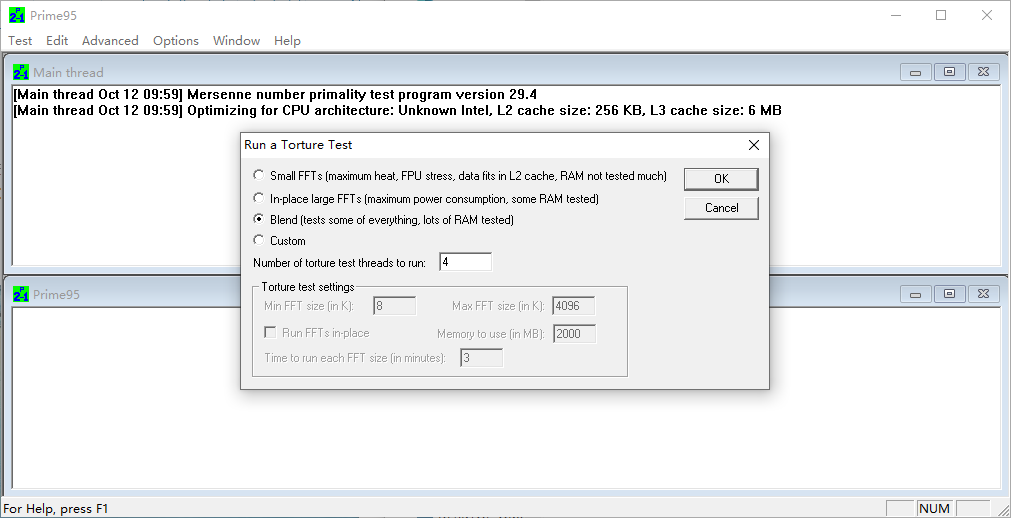 Prime95
Test Edit Advanced Options Window Help
Main thread
[Main thread Oct 12 09:59] Mersenne number primality test program version 29.4
[Main thread Oct 12 09:59] Optimizing for CPU architecture: Unknown Intel, L2 cache size: 256 KB, L3 cache size: 6 MB
Run a Torture Test
Small FFTs (maximum heat, FPU stress, data fits in L2 cache, RAM not tested much)
OK
In-place large FFTs (maximum power consumption, some RAM tested)
Cancel
Blend (tests some of everything, lots of RAM tested)
Custom
Number of torture test threads to run: 4
Torture test settings
Min FFT size (in K): 8 Max FFT size (in K): 4096
Run FFTs in-place Memory to use (in MB): 2000
Time to run each FFT size (in minutes): 3
Prime95
For Help, press F1
NUM